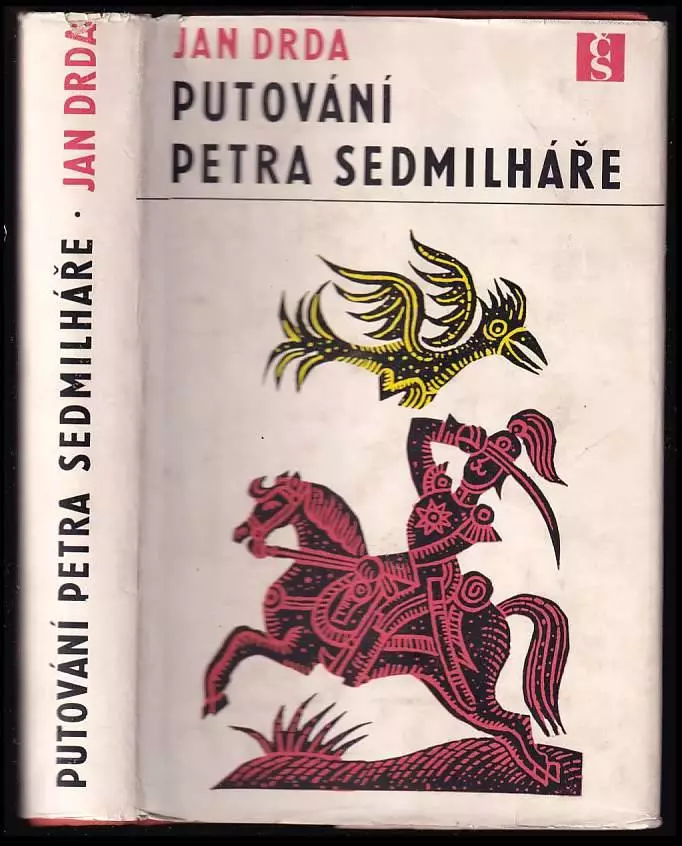 JAN DRDA
PUTOVÁNÍ
PETRA SEDMILHÁŘE
ČS
PUTOVÁNÍ PETRA SEDMILHÁŘE · JAN DRDA